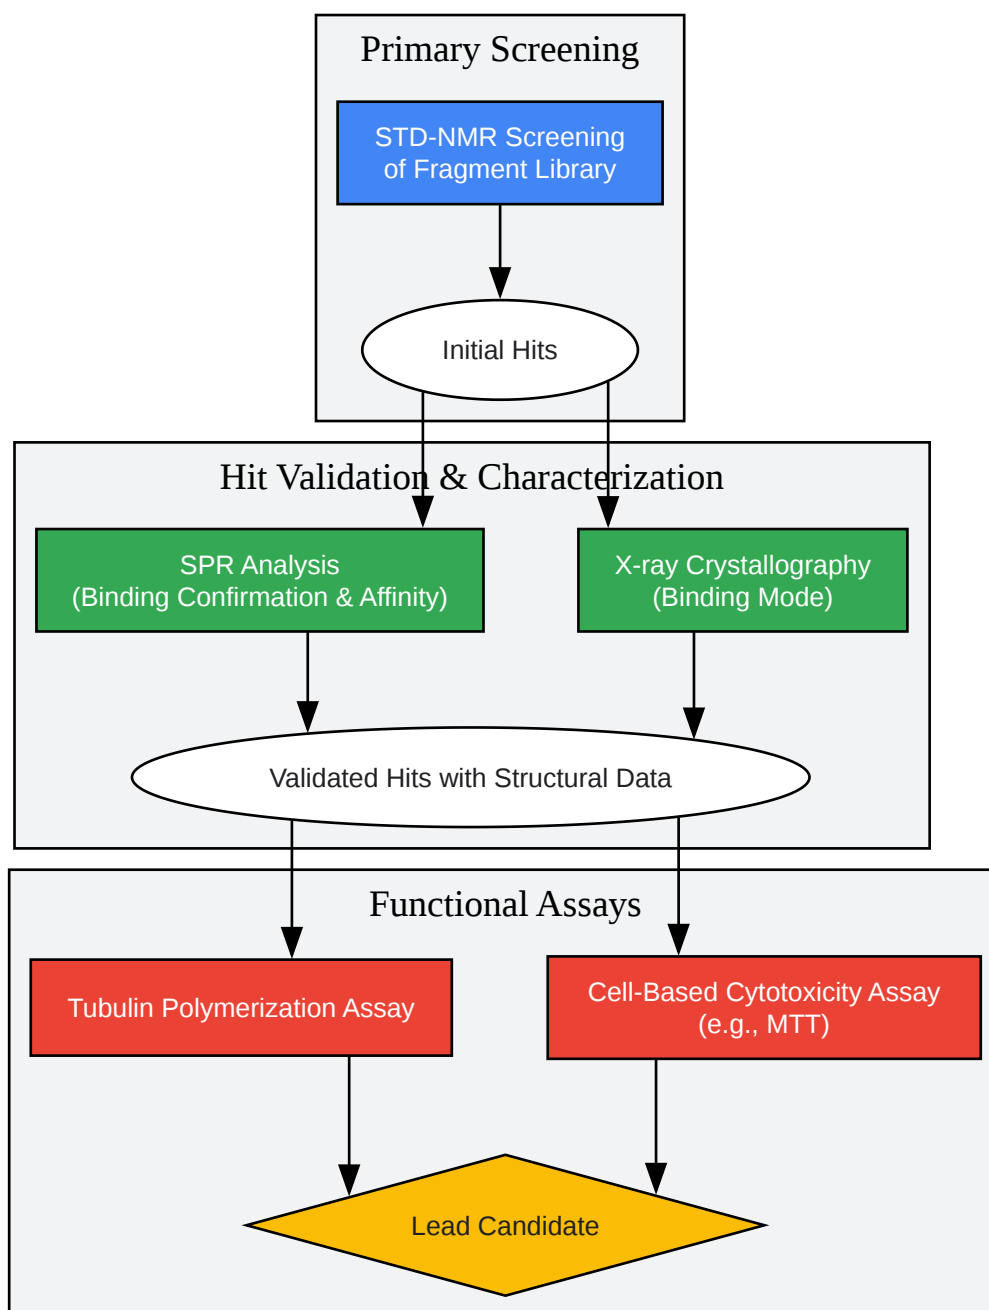 Primary Screening
STD-NMR Screening
of Fragment Library
Initial Hits
Hit Validation & Characterization
SPR Analysis
(Binding Confirmation & Affinity)
X-ray Crystallography
(Binding Mode)
Validated Hits with Structural Data
Functional Assays
Tubulin Polymerization Assay
Cell-Based Cytotoxicity Assay
(e.g., MTT)
Lead Candidate